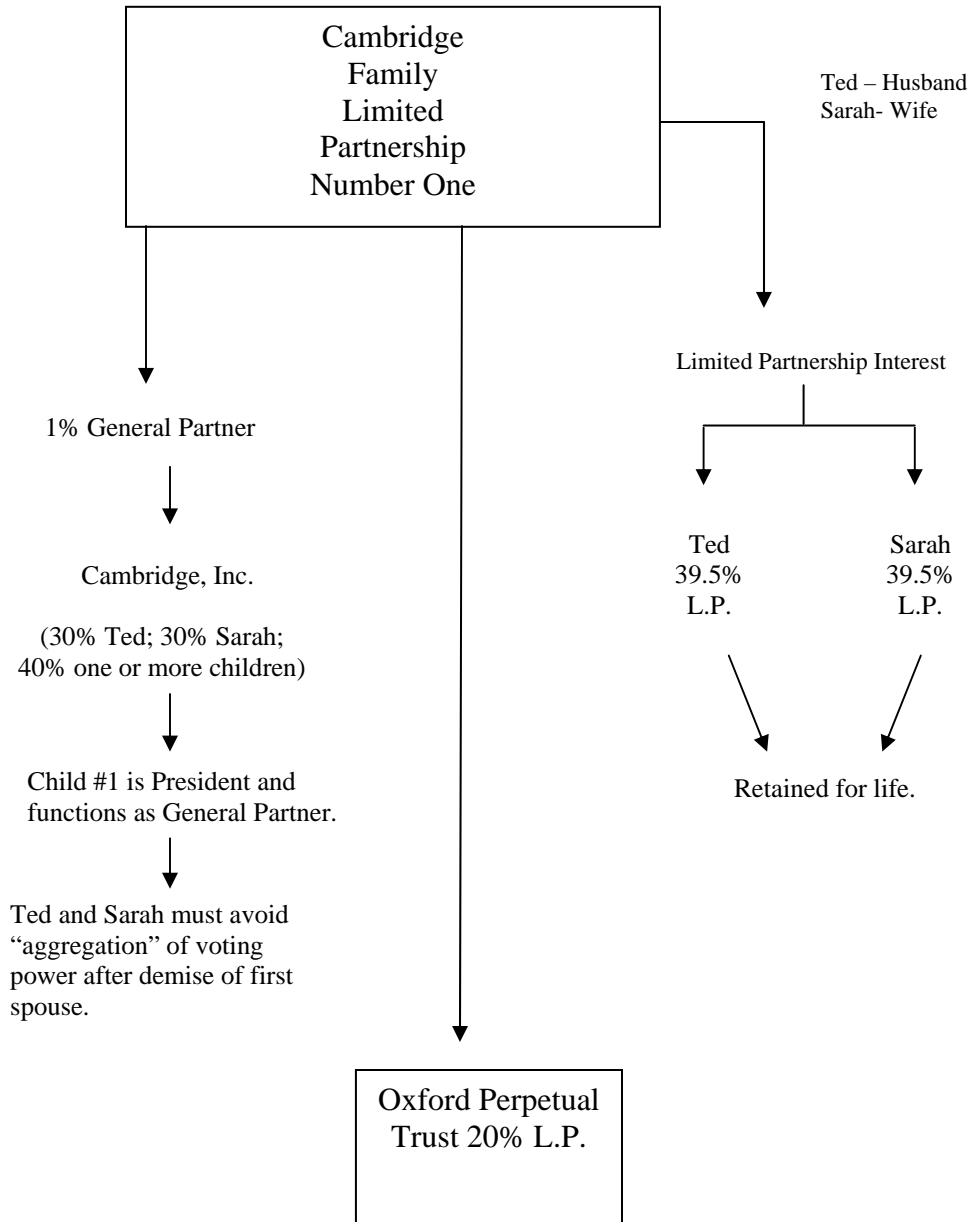 Cambridge
Family
Limited
Partnership
Number One
Ted – Husband
Sarah- Wife
Limited Partnership Interest
1% General Partner
Ted
39.5%
L.P.
Sarah
39.5%
L.P.
Cambridge, Inc.
(30% Ted; 30% Sarah;
40% one or more children)
Child #1 is President and
functions as General Partner.
Retained for life.
Ted and Sarah must avoid
“aggregation” of voting
power after demise of first
spouse.
Oxford Perpetual
Trust 20% L.P.